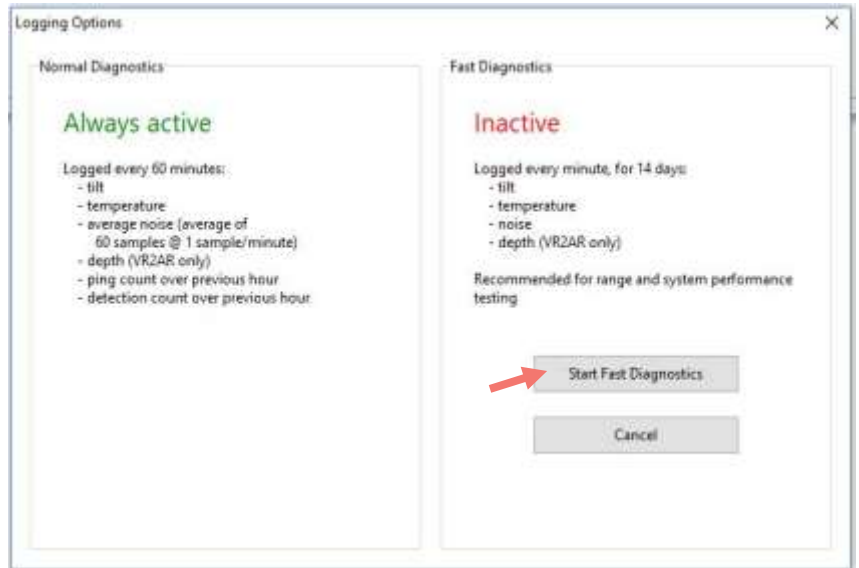 Logging Options
Normal Diagnostics
Always active
Logged every 60 minutes:
- tilt
- temperature
- average noise (average of
60 samples @ 1 sample/minute)
- depth (VR2AR only)
- ping count over previous hour
- detection count over previous hour
Fast Diagnostics
Inactive
Logged every minute, for 14 days:
- tilt
- temperature
- noise
- depth (VR2AR only)
Recommended for range and system performance
testing
Start Fast Diagnostics
Cancel